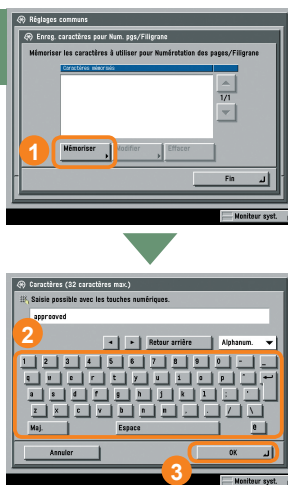 Réglages communs
Enreg. caractères pour Num. pgs/Filigrane
Mémoriser les caractères à utiliser pour Numérotation des pages/Filigrane
Caractères mémorisés
1/1
1
Mémoriser
Modifier
Effacer
Fin
Moniteur syst.
Caractères (32 caractères max.)
Saisie possible avec les touches numériques.
approoved
2
Retour arrière
Alphanum.
1 2 3 4 5 6 7 8 9 0 - _
q w e r t y u i o p
a s d f g h j k l ; '
z x c v b n m , . / \
Maj.
Espace
@
Annuler
OK
3
Moniteur syst.